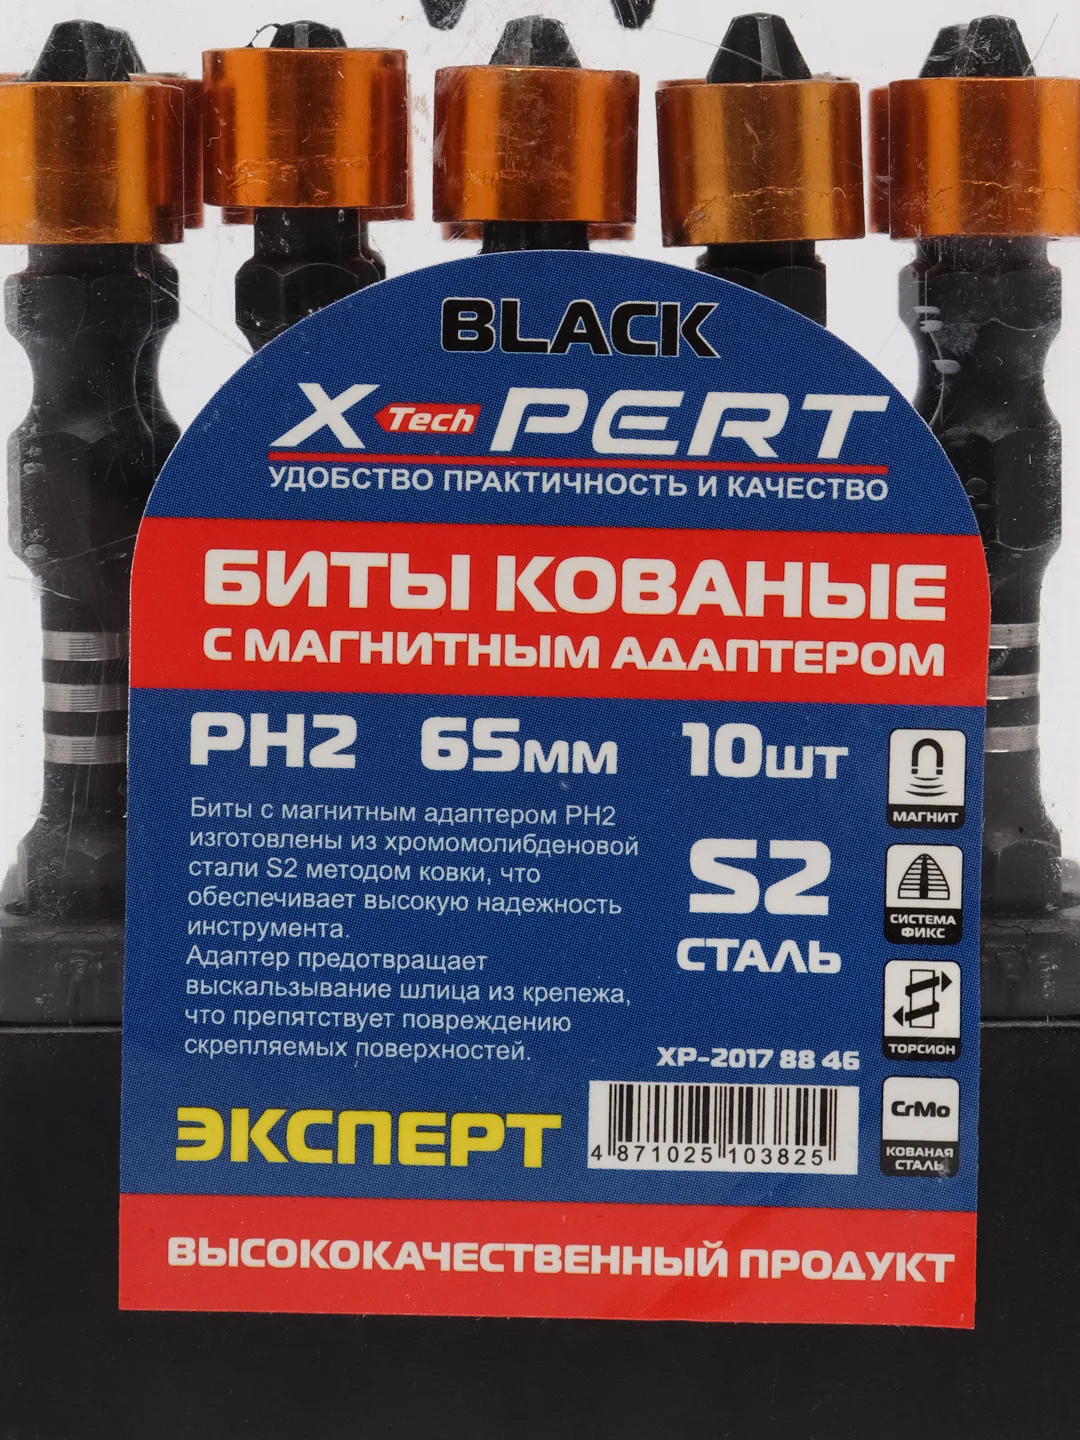 BLACK
X Tech PERT
УДОБСТВО ПРАКТИЧНОСТЬ И КАЧЕСТВО
БИТЫ КОВАНЫЕ
С МАГНИТНЫМ АДАПТЕРОМ
PH2 65мм 10шт
Биты с магнитным адаптером PH2
изготовлены из хромомолибденовой
стали S2 методом ковки, что
обеспечивает высокую надежность
инструмента.
Адаптер предотвращает
выскальзывание шлица из крепежа,
что препятствует повреждению
скрепляемых поверхностей.
S2
СТАЛЬ
МАГНИТ
СИСТЕМА
ФИКС
ТОРСИОН
CrMo
КОВАНАЯ
СТАЛЬ
XP-2017 88 46
4 871025 103825
ЭКСПЕРТ
ВЫСОКОКАЧЕСТВЕННЫЙ ПРОДУКТ